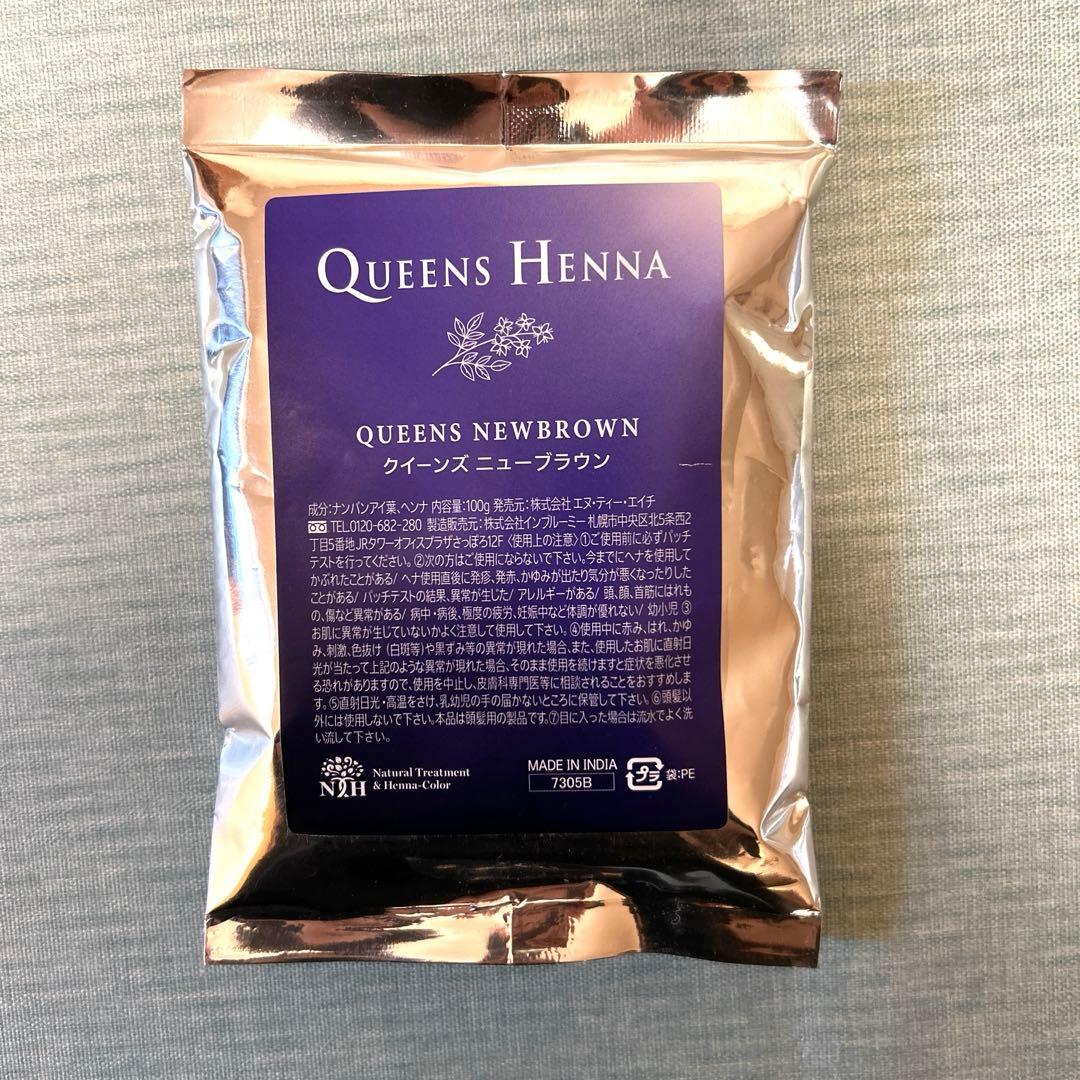 QUEENS HENNA
QUEENS NEWBROWN
クイーンズ ニューブラウン
成分:ナンバンアイ葉、ヘンナ 内容量:100g 発売元:株式会社 エヌ・ティー・エイチ
TEL.0120-682-280 製造販売元:株式会社インプルーミー 札幌市中央区北5条西2
丁目5番地JRタワーオフィスプラザさっぽろ12F〈使用上の注意〉①ご使用前に必ずパッチ
テストを行ってください。②次の方はご使用にならないで下さい。今までにヘナを使用して
かぶれたことがある/ ヘナ使用直後に発疹、発赤、かゆみが出たり気分が悪くなったりした
ことがある/ パッチテストの結果、異常が生じた/ アレルギーがある/ 頭、顔、首筋にはれも
の、傷など異常がある/ 病中・病後、極度の疲労、妊娠中など体調が優れない/ 幼小児 ③
お肌に異常が生じていないかよく注意して使用して下さい。④使用中に赤み、はれ、かゆ
み、刺激、色抜け (白斑等)や黒ずみ等の異常が現れた場合、また、使用したお肌に直射日
光が当たって上記のような異常が現れた場合、そのまま使用を続けますと症状を悪化させ
る恐れがありますので、使用を中止し、皮膚科専門医等に相談されることをおすすめしま
す。⑤直射日光・高温をさけ、乳幼児の手の届かないところに保管して下さい。⑥頭髪以
外には使用しないで下さい。本品は頭髪用の製品です。⑦目に入った場合は流水でよく洗
い流して下さい。
NTH
Natural Treatment
& Henna-Color
MADE IN INDIA
7305B
プラ 袋:PE